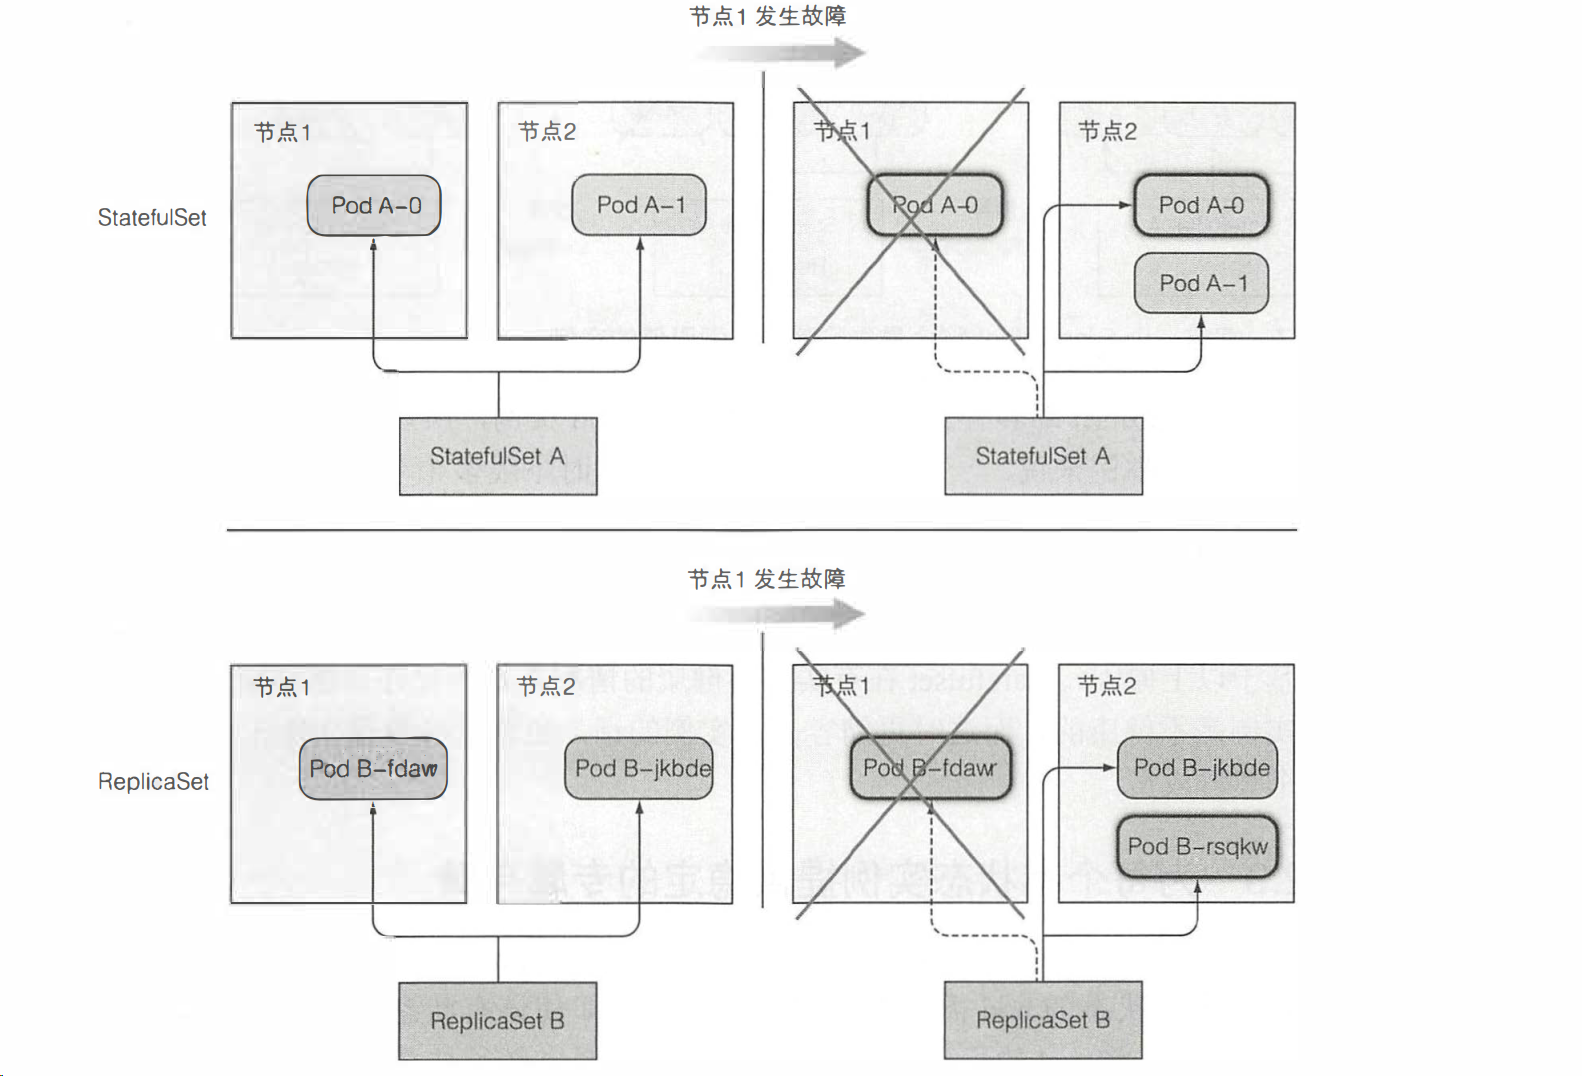 节点1 发生故障
节点1
节点2
节点1
节点2
StatefulSet
Pod A-0
Pod A-1
Pod A-0
Pod A-0
Pod A-1
StatefulSet A
StatefulSet A
节点1 发生故障
节点1
节点2
节点1
节点2
ReplicaSet
Pod B-fdawr
Pod B-jkbde
Pod B-fdawr
Pod B-jkbde
Pod B-rsqkw
ReplicaSet B
ReplicaSet B